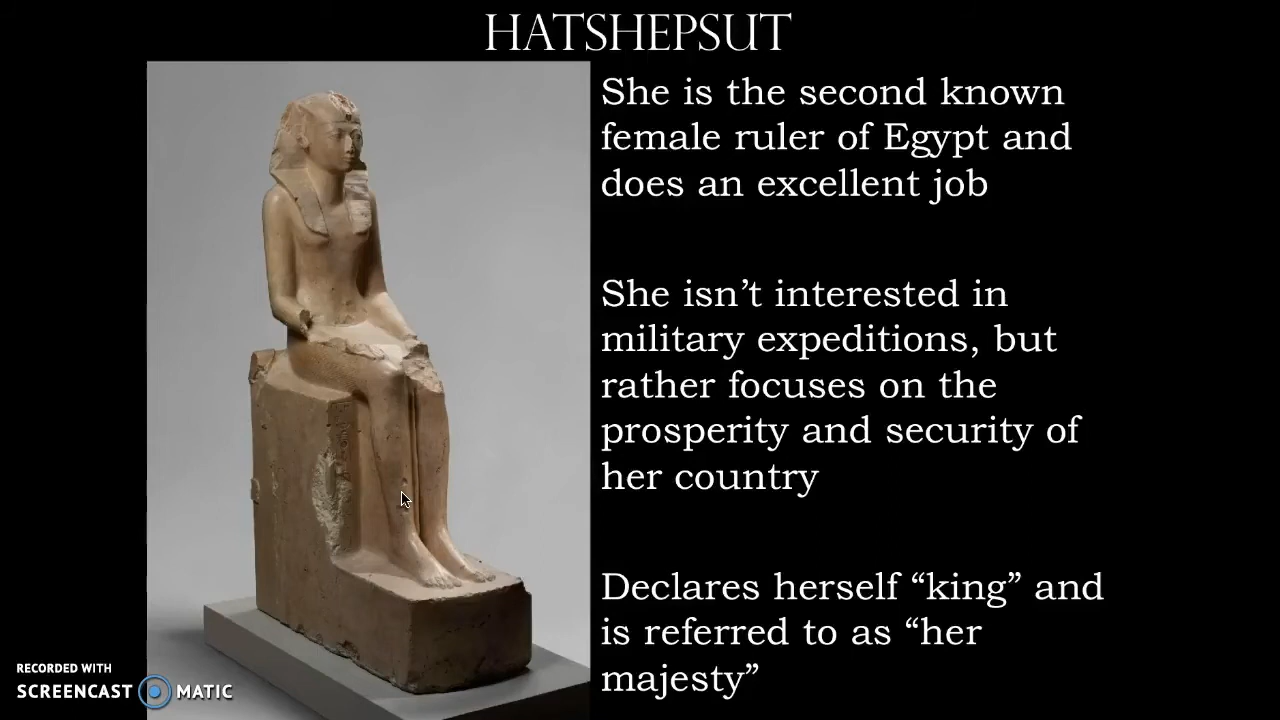 HATSHEPSUT
She is the second known
female ruler of Egypt and
does an excellent job
She isn’t interested in
military expeditions, but
rather focuses on the
prosperity and security of
her country
Declares herself “king” and
is referred to as “her
majesty”
RECORDED WITH
SCREENCAST MATIC